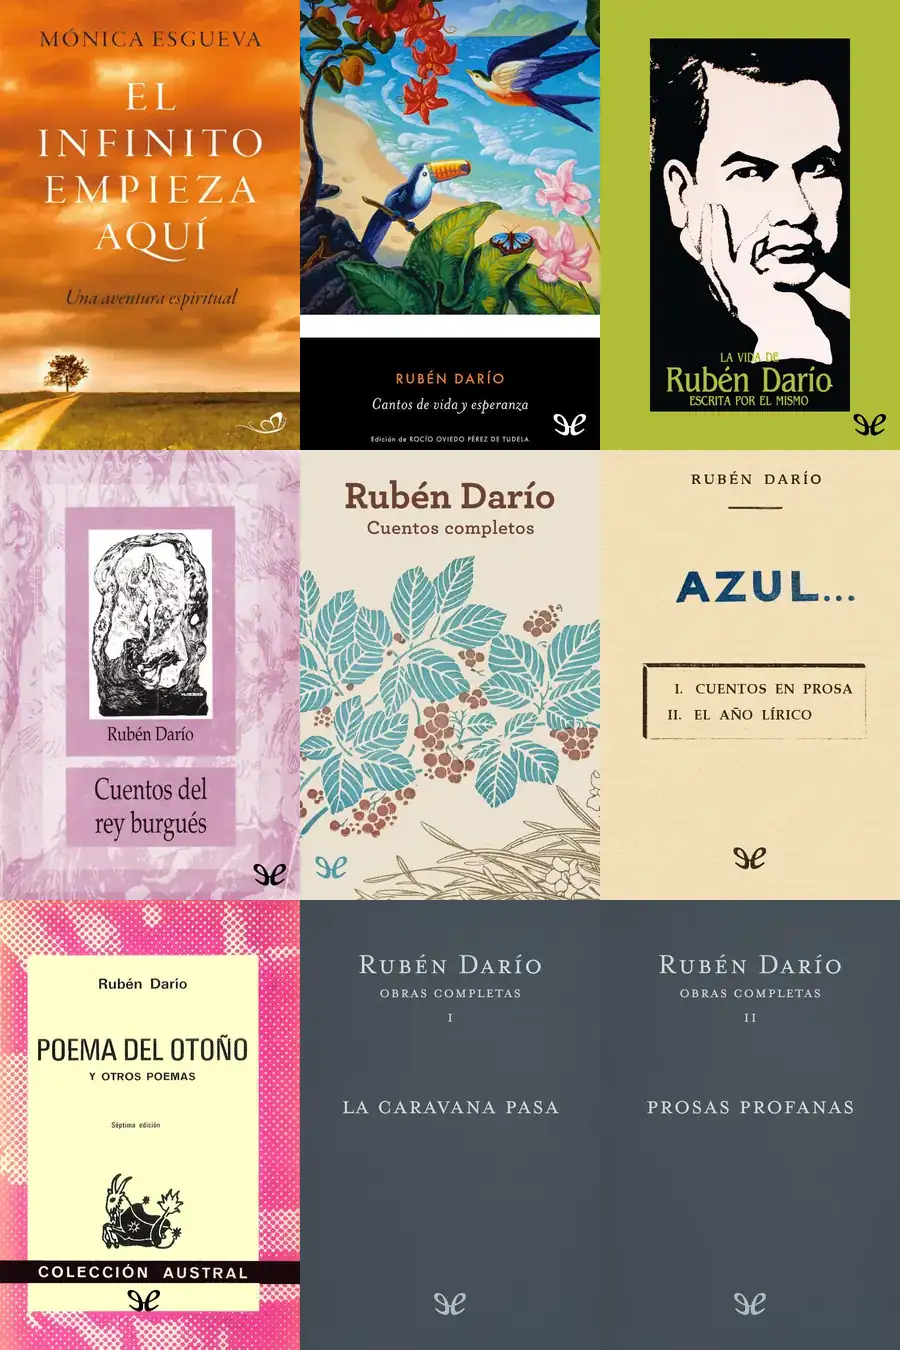 MÓNICA ESGUEVA
EL
INFINITO
EMPIEZA
AQUÍ
Una aventura espiritual
RUBÉN DARÍO
Cantos de vida y esperanza
Edición de ROCÍO OVIEDO PÉREZ DE TUDELA
LA VIDA DE
Rubén Darío
ESCRITA POR EL MISMO
Rubén Darío
Cuentos del
rey burgués
Rubén Darío
Cuentos completos
RUBÉN DARÍO
AZUL...
I. CUENTOS EN PROSA
II. EL AÑO LÍRICO
Rubén Darío
POEMA DEL OTOÑO
Y OTROS POEMAS
Séptima edición
COLECCIÓN AUSTRAL
RUBÉN DARÍO
OBRAS COMPLETAS
I
LA CARAVANA PASA
RUBÉN DARÍO
OBRAS COMPLETAS
II
PROSAS PROFANAS